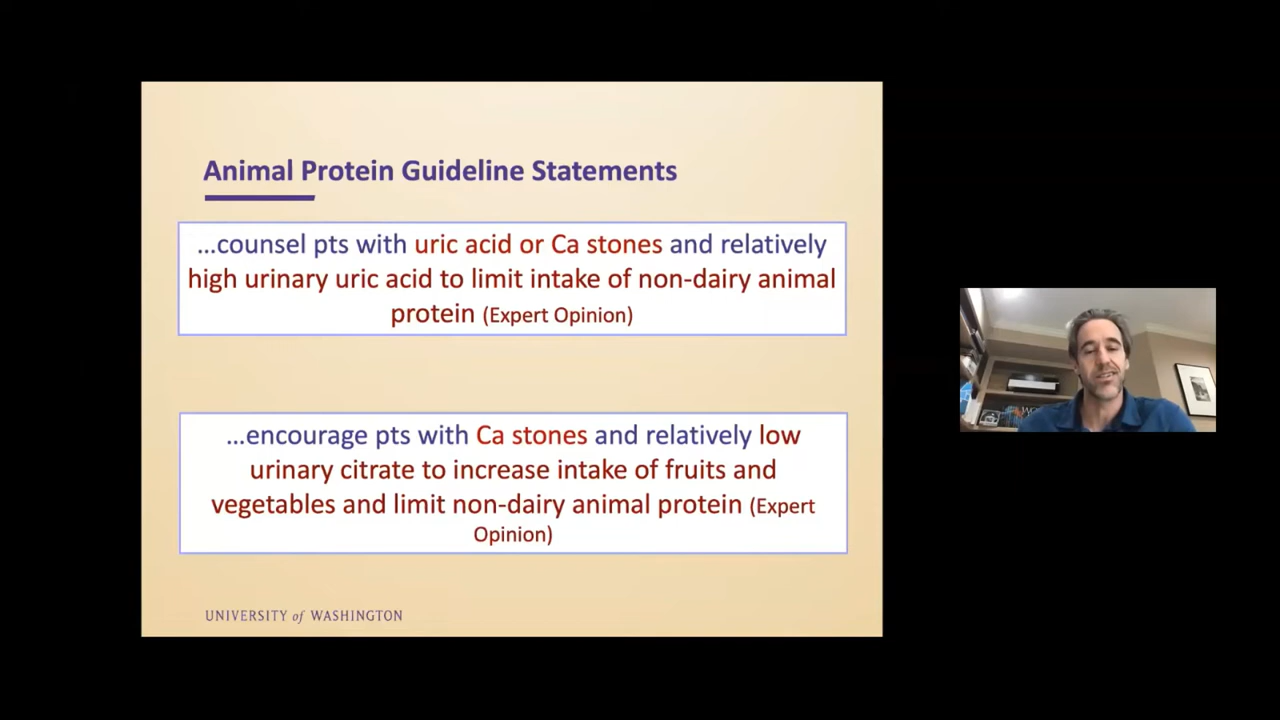 Animal Protein Guideline Statements
...counsel pts with uric acid or Ca stones and relatively
high urinary uric acid to limit intake of non-dairy animal
protein (Expert Opinion)
...encourage pts with Ca stones and relatively low
urinary citrate to increase intake of fruits and
vegetables and limit non-dairy animal protein (Expert
Opinion)
UNIVERSITY of WASHINGTON